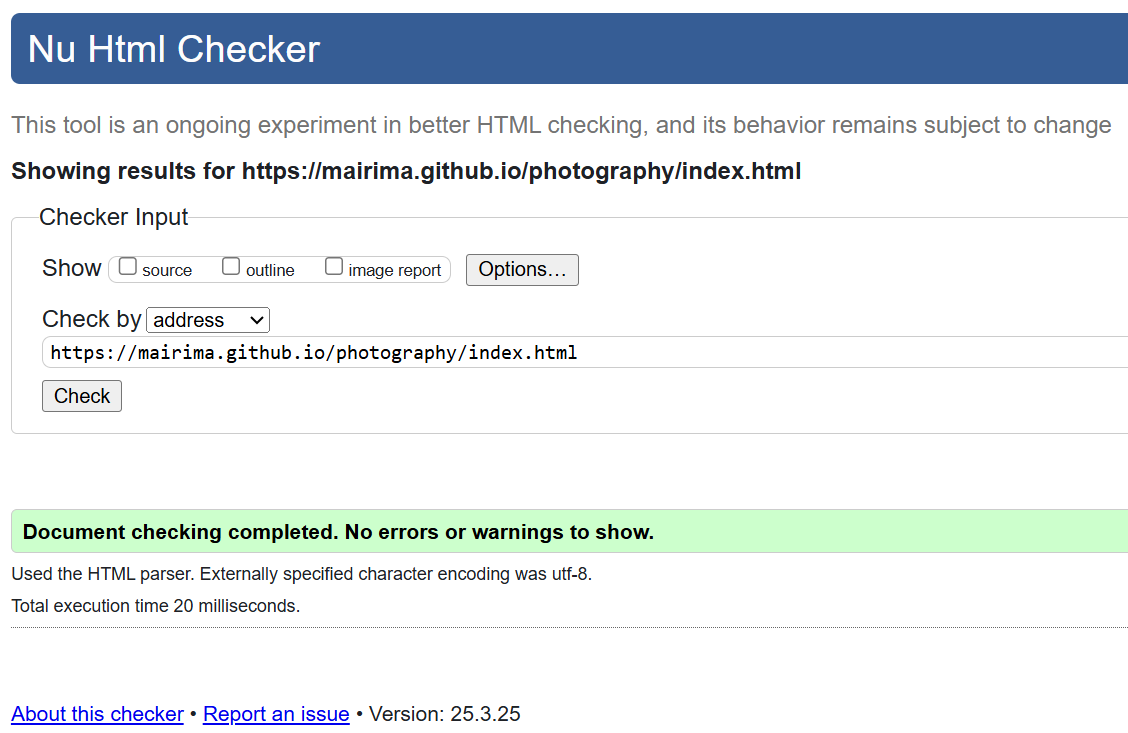 Nu Html Checker
This tool is an ongoing experiment in better HTML checking, and its behavior remains subject to change
Showing results for https://mairima.github.io/photography/index.html
Checker Input
Show source outline image report Options...
Check by address
https://mairima.github.io/photography/index.html
Check
Document checking completed. No errors or warnings to show.
Used the HTML parser. Externally specified character encoding was utf-8.
Total execution time 20 milliseconds.
About this checker • Report an issue • Version: 25.3.25